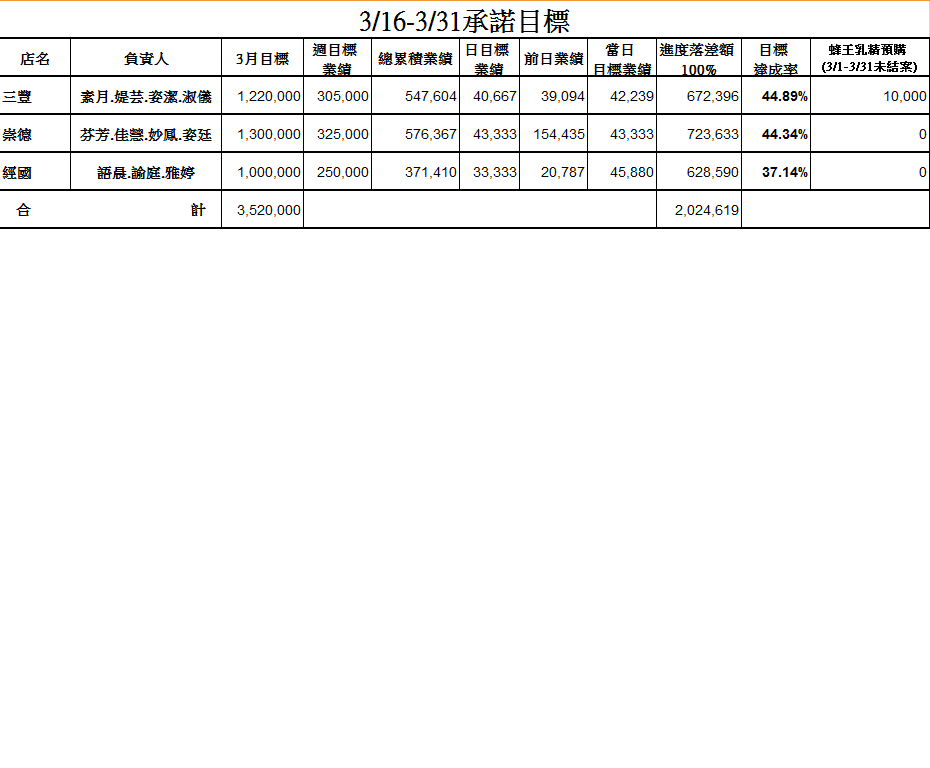 3/16-3/31承諾目標
店名 負責人 3月目標 週目標業績 總累積業績 日目標業績 前日業績 當日目標業績 進度落差額100% 目標達成率 蜂王乳精預購(3/1-3/31未結案)
三豐 素月.媞芸.姿潔.淑儀 1,220,000 305,000 547,604 40,667 39,094 42,239 672,396 44.89% 10,000
崇德 芬芳.佳慧.妙鳳.姿廷 1,300,000 325,000 576,367 43,333 154,435 43,333 723,633 44.34% 0
經國 語晨.諭庭.雅婷 1,000,000 250,000 371,410 33,333 20,787 45,880 628,590 37.14% 0
合 計 3,520,000 2,024,619